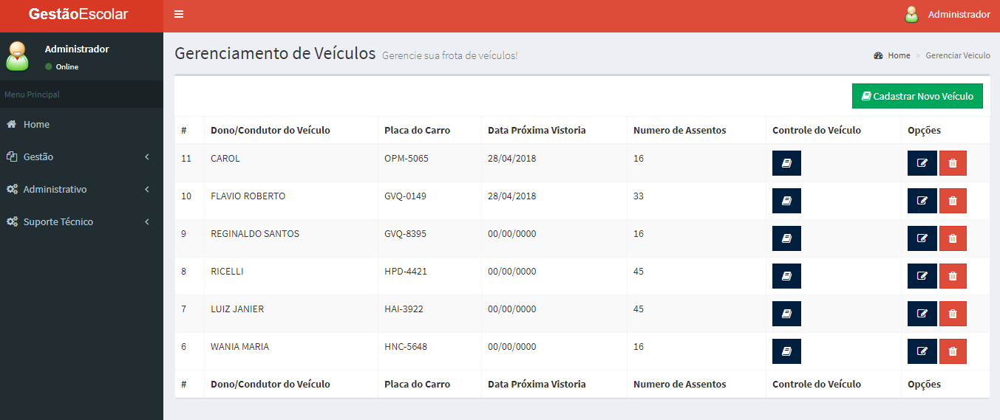 GestãoEscolar
Administrador
Administrador
Online
Menu Principal
Home
Gestão
Administrativo
Suporte Técnico
Gerenciamento de Veículos Gerencie sua frota de veículos!
Home > Gerenciar Veiculo
Cadastrar Novo Veículo
# Dono/Condutor do Veículo Placa do Carro Data Próxima Vistoria Numero de Assentos Controle do Veículo Opções
11 CAROL OPM-5065 28/04/2018 16
10 FLAVIO ROBERTO GVQ-0149 28/04/2018 33
9 REGINALDO SANTOS GVQ-8395 00/00/0000 16
8 RICELLI HPD-4421 00/00/0000 45
7 LUIZ JANIER HAI-3922 00/00/0000 45
6 WANIA MARIA HNC-5648 00/00/0000 16
# Dono/Condutor do Veículo Placa do Carro Data Próxima Vistoria Numero de Assentos Controle do Veículo Opções